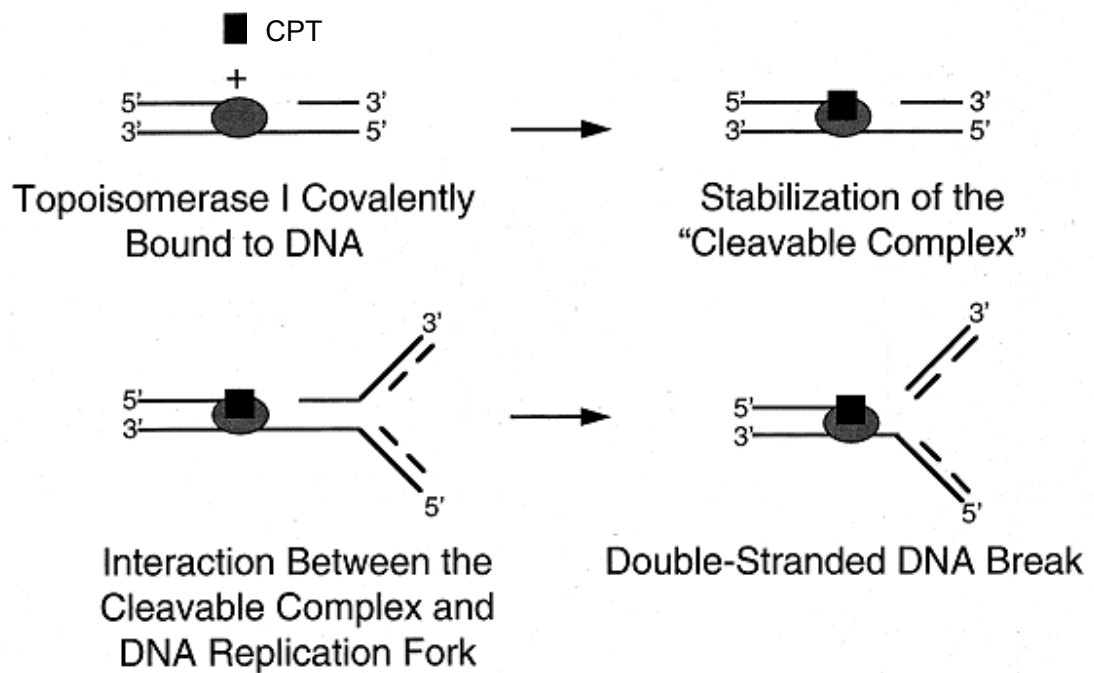 CPT
+
5’ 3’
3’ 5’
5’ 3’
3’ 5’
Topoisomerase I Covalently
Bound to DNA
Stabilization of the
“Cleavable Complex”
3’
5’
3’
5’
3’
5’
3’
5’
Interaction Between the
Cleavable Complex and
DNA Replication Fork
Double-Stranded DNA Break